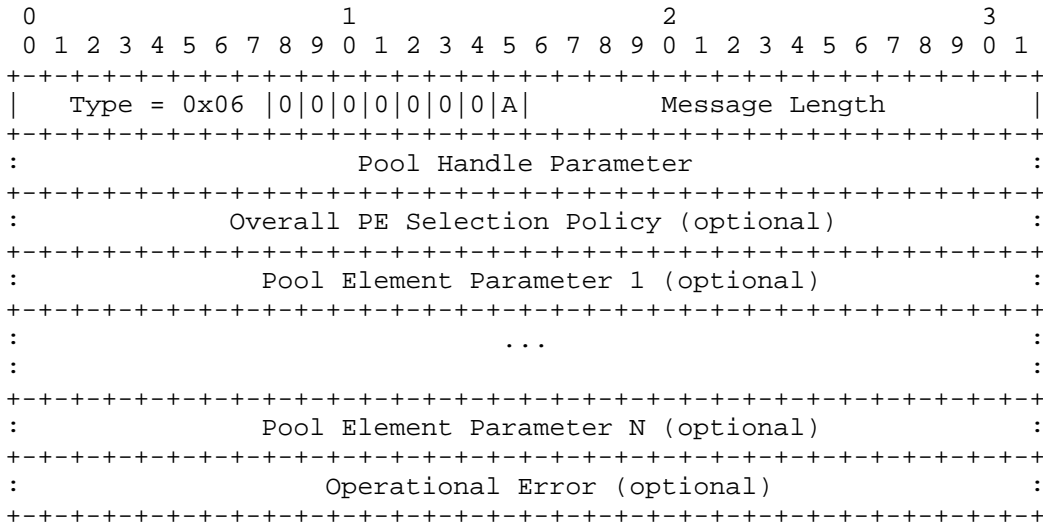 0                   1                   2                   3
 0 1 2 3 4 5 6 7 8 9 0 1 2 3 4 5 6 7 8 9 0 1 2 3 4 5 6 7 8 9 0 1
+-+-+-+-+-+-+-+-+-+-+-+-+-+-+-+-+-+-+-+-+-+-+-+-+-+-+-+-+-+-+-+-+
|   Type = 0x06 |0|0|0|0|0|0|0|A|        Message Length         |
+-+-+-+-+-+-+-+-+-+-+-+-+-+-+-+-+-+-+-+-+-+-+-+-+-+-+-+-+-+-+-+-+
:                     Pool Handle Parameter                     :
+-+-+-+-+-+-+-+-+-+-+-+-+-+-+-+-+-+-+-+-+-+-+-+-+-+-+-+-+-+-+-+-+
:             Overall PE Selection Policy (optional)            :
+-+-+-+-+-+-+-+-+-+-+-+-+-+-+-+-+-+-+-+-+-+-+-+-+-+-+-+-+-+-+-+-+
:               Pool Element Parameter 1 (optional)             :
+-+-+-+-+-+-+-+-+-+-+-+-+-+-+-+-+-+-+-+-+-+-+-+-+-+-+-+-+-+-+-+-+
:                              ...                              :
:                                                               :
+-+-+-+-+-+-+-+-+-+-+-+-+-+-+-+-+-+-+-+-+-+-+-+-+-+-+-+-+-+-+-+-+
:               Pool Element Parameter N (optional)             :
+-+-+-+-+-+-+-+-+-+-+-+-+-+-+-+-+-+-+-+-+-+-+-+-+-+-+-+-+-+-+-+-+
:                   Operational Error (optional)                :
+-+-+-+-+-+-+-+-+-+-+-+-+-+-+-+-+-+-+-+-+-+-+-+-+-+-+-+-+-+-+-+-+